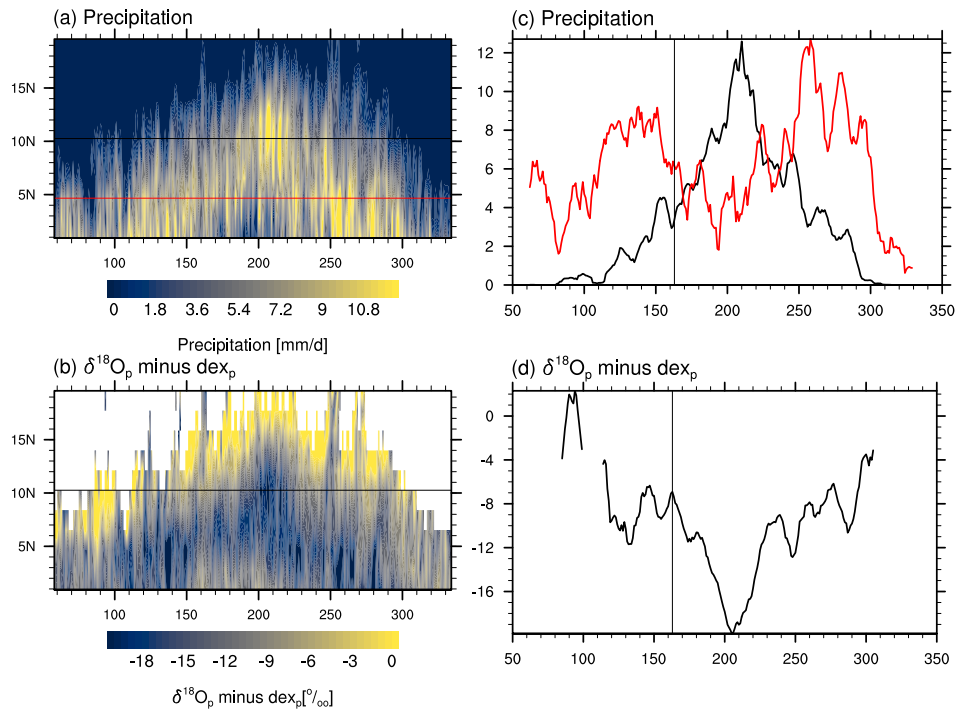 (a) Precipitation
15N
10N
5N
100 150 200 250 300
0 1.8 3.6 5.4 7.2 9 10.8
Precipitation [mm/d]
(b) δ¹⁸Oₚ minus dexₚ
15N
10N
5N
100 150 200 250 300
-18 -15 -12 -9 -6 -3 0
δ¹⁸Oₚ minus dexₚ[°/₀₀]
(c) Precipitation
12
10
8
6
4
2
0
50 100 150 200 250 300 350
(d) δ¹⁸Oₚ minus dexₚ
0
-4
-8
-12
-16
50 100 150 200 250 300 350